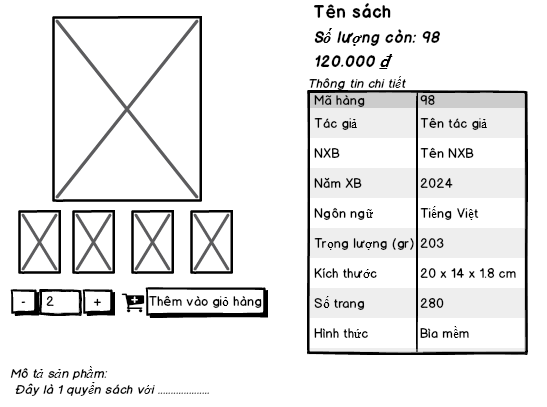 Tên sách
Số lượng còn: 98
120.000 ₫
Thông tin chi tiết
Mã hàng 98
Tác giả Tên tác giả
NXB Tên NXB
Năm XB 2024
Ngôn ngữ Tiếng Việt
Trọng lượng (gr) 203
Kích thước 20 x 14 x 1.8 cm
Số trang 280
Hình thức Bìa mềm
- 2 + Thêm vào giỏ hàng
Mô tả sản phẩm:
Đây là 1 quyển sách với ....................